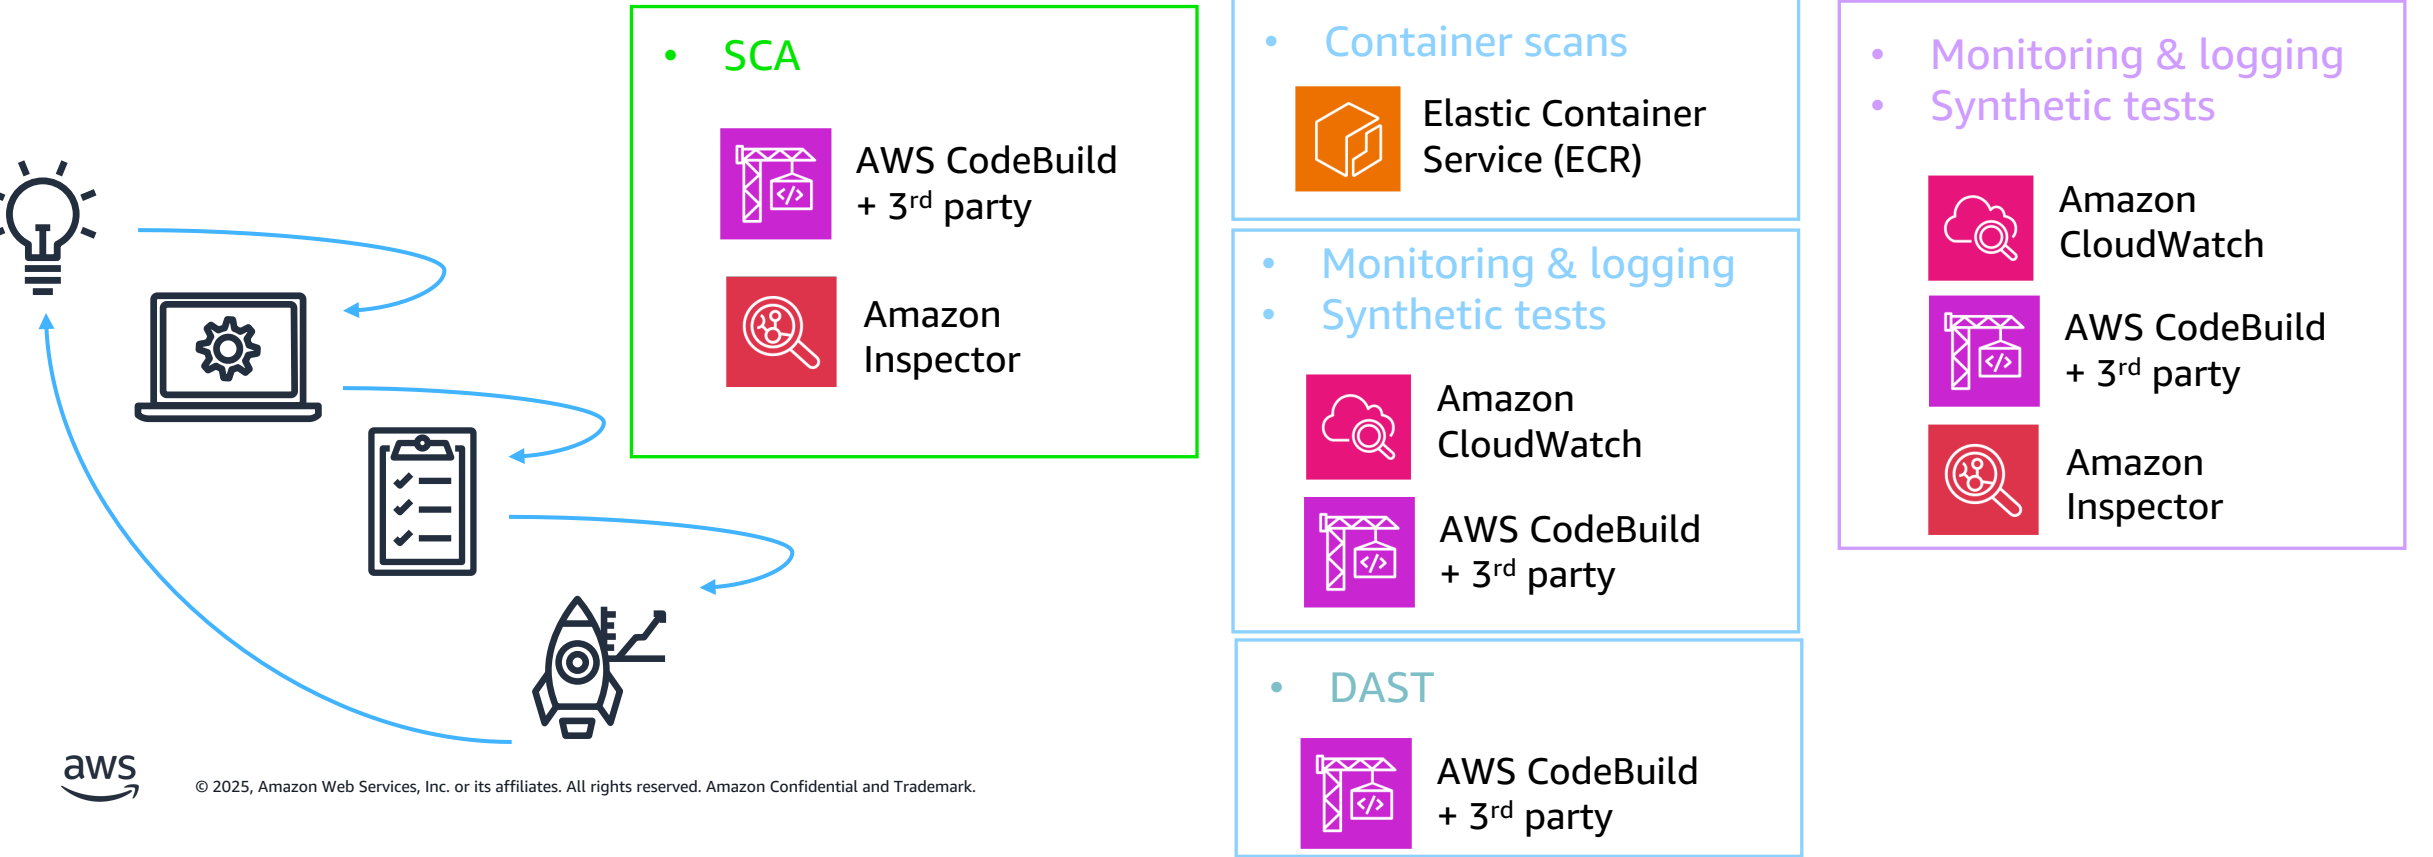 • SCA
AWS CodeBuild
+ 3rd party
Amazon
Inspector
• Container scans
Elastic Container
Service (ECR)
• Monitoring & logging
• Synthetic tests
Amazon
CloudWatch
AWS CodeBuild
+ 3rd party
• DAST
AWS CodeBuild
+ 3rd party
• Monitoring & logging
• Synthetic tests
Amazon
CloudWatch
AWS CodeBuild
+ 3rd party
Amazon
Inspector
aws
© 2025, Amazon Web Services, Inc. or its affiliates. All rights reserved. Amazon Confidential and Trademark.